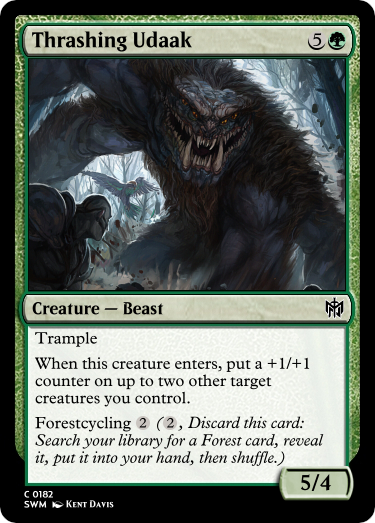 Thrashing Udaak 5
Creature — Beast
Trample
When this creature enters, put a +1/+1
counter on up to two other target
creatures you control.
Forestcycling 2 (2, Discard this card:
Search your library for a Forest card, reveal
it, put it into your hand, then shuffle.)
5/4
C 0182
SWM Kent Davis